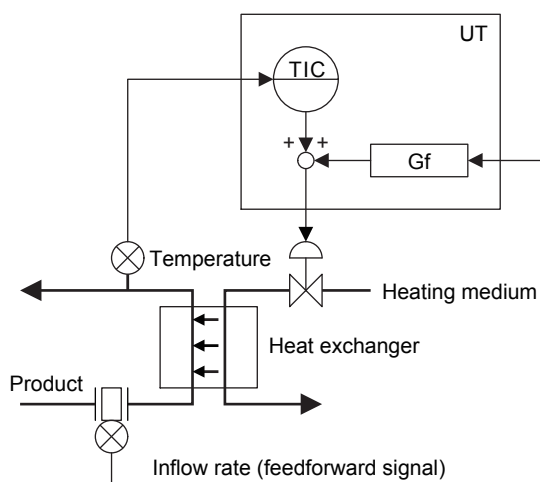 UT
TIC
+ +
Gf
Temperature
Heating medium
Heat exchanger
Product
Inflow rate (feedforward signal)